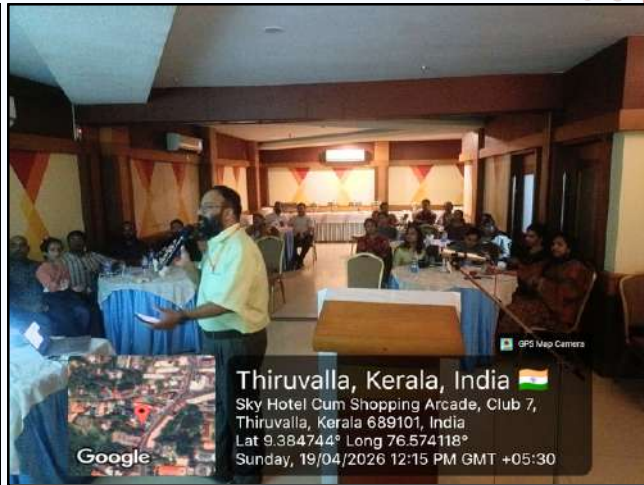 GPS Map Camera
Thiruvalla, Kerala, India 🇮🇳
Sky Hotel Cum Shopping Arcade, Club 7,
Thiruvalla, Kerala 689101, India
Lat 9.384744° Long 76.574118°
Sunday, 19/04/2026 12:15 PM GMT +05:30
Google